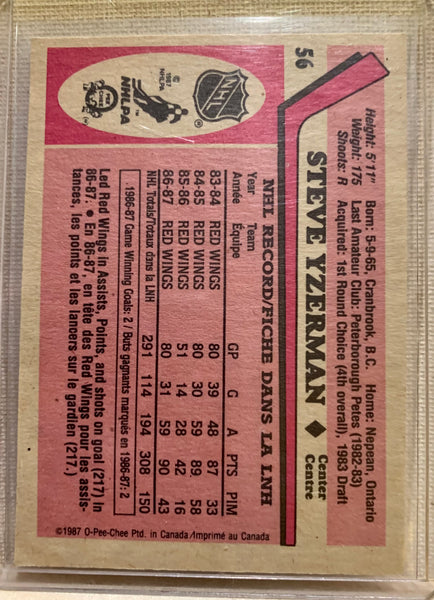 56
STEVE YZERMAN ◆ Center
Centre
Height: 5'11" Born: 5-9-65, Cranbrook, B.C. Home: Nepean, Ontario
Weight: 175 Last Amateur Club: Peterborough Petes (1982-83)
Shoots: R Acquired: 1st Round Choice (4th overall), 1983 Draft
NHL RECORD/FICHE DANS LA LNH
Year Team
Année Équipe GP G A PTS PIM
83-84 RED WINGS 80 39 48 87 33
84-85 RED WINGS 80 30 59 89 58
85-86 RED WINGS 51 14 28 42 16
86-87 RED WINGS 80 31 59 90 43
NHL Totals/Totaux dans la LNH 291 114 194 308 150
1986-87 Game Winning Goals: 2 / Buts gagnants marqués en 1986-87: 2
Led Red Wings in Assists, Points, and shots on goal (217) in
86-87. ● En 86-87, en tête des Red Wings pour les assis-
tances, les points et les lancers sur le gardien (217.)
NHL
© 1987
NHLPA
NHLPA
©1987 O-Pee-Chee Ptd. in Canada/Imprimé au Canada